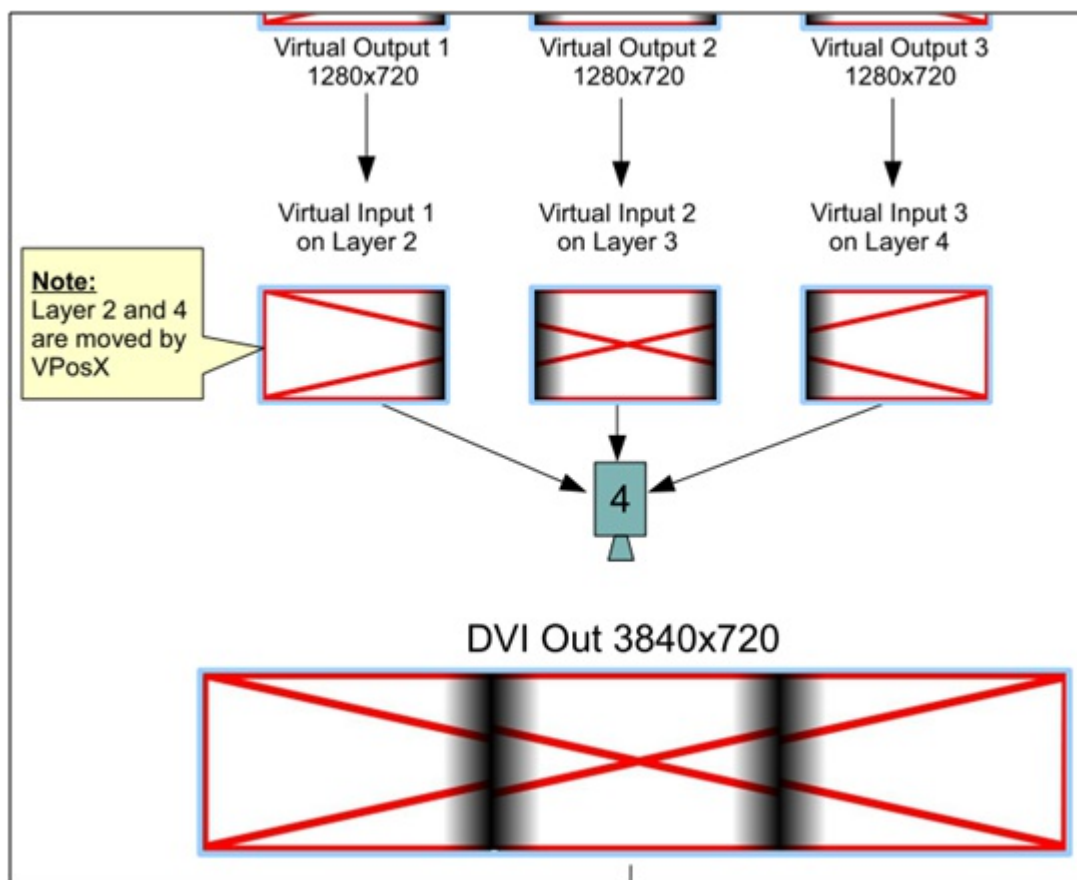 Virtual Output 1
1280x720
Virtual Output 2
1280x720
Virtual Output 3
1280x720
Virtual Input 1
on Layer 2
Virtual Input 2
on Layer 3
Virtual Input 3
on Layer 4
Note:
Layer 2 and 4
are moved by
VPosX
4
DVI Out 3840x720